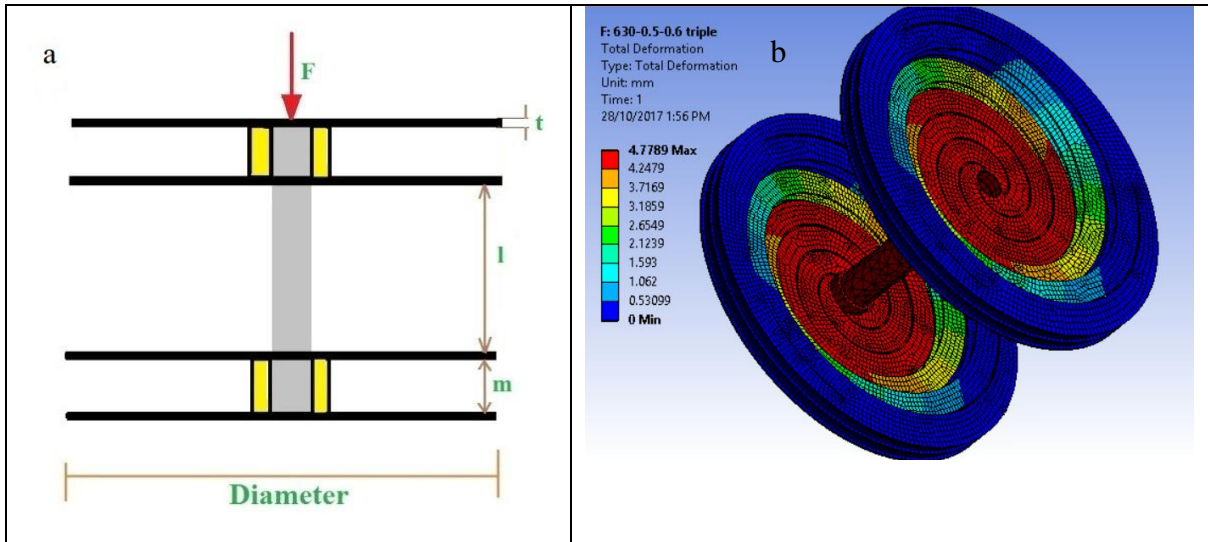 a
F
t
l
m
Diameter
F: 630-0.5-0.6 triple
Total Deformation
Type: Total Deformation
Unit: mm
Time: 1
28/10/2017 1:56 PM
b
4.7789 Max
4.2479
3.7169
3.1859
2.6549
2.1239
1.593
1.062
0.53099
0 Min